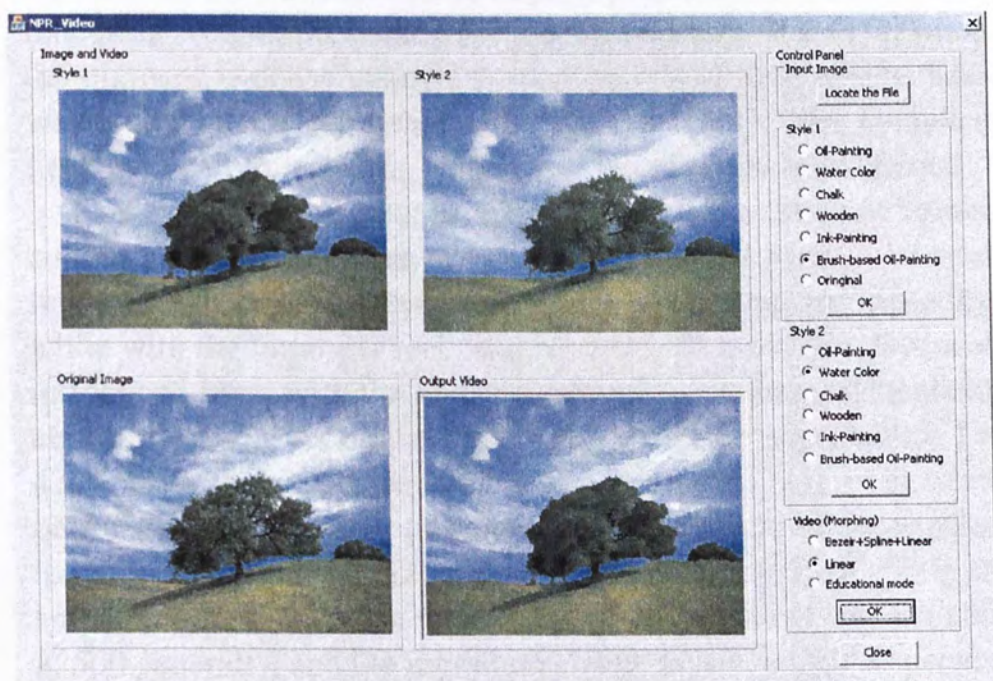 NPR_Video
Image and Video
Style 1
Style 2
Original Image
Output Video
Control Panel
Input Image
Locate the File
Style 1
Oil-Painting
Water Color
Chalk
Wooden
Ink-Painting
Brush-based Oil-Painting
Oringinal
OK
Style 2
Oil-Painting
Water Color
Chalk
Wooden
Ink-Painting
Brush-based Oil-Painting
OK
Video (Morphing)
Bezeir+Spline+Linear
Linear
Educational mode
OK
Close